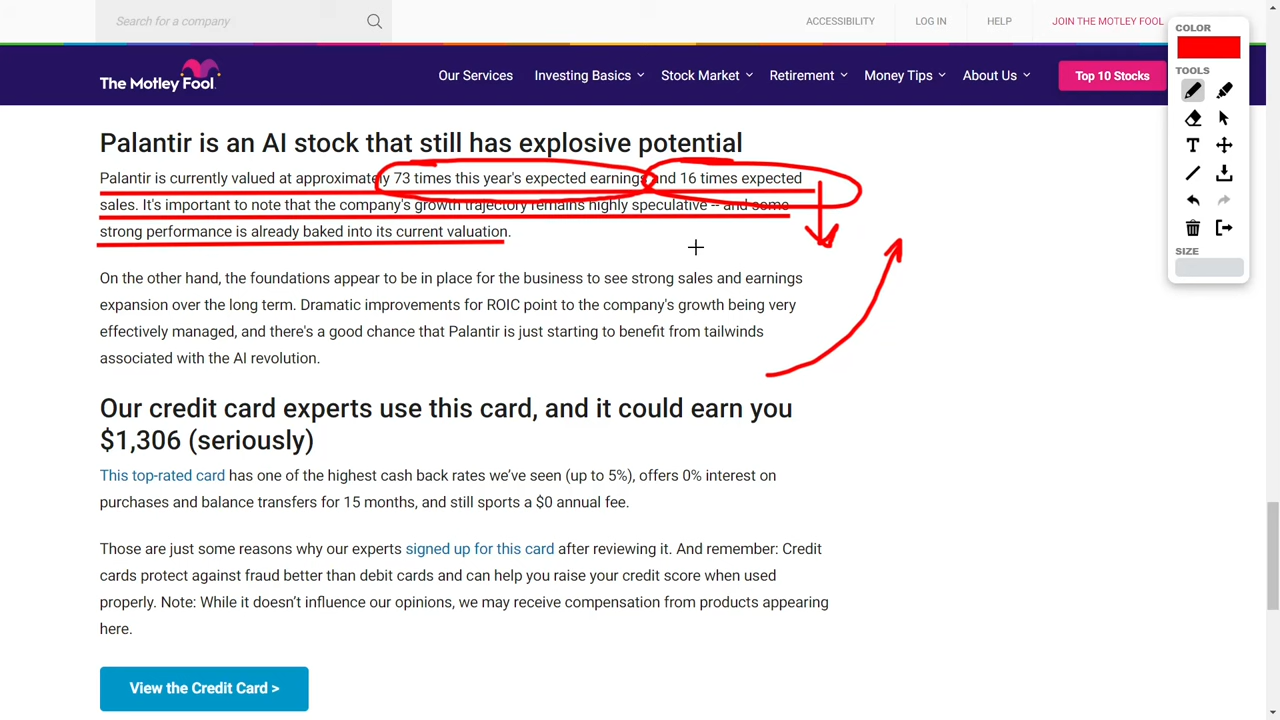 Search for a company
ACCESSIBILITY
LOG IN
HELP
JOIN THE MOTLEY FOOL
The Motley Fool
Our Services
Investing Basics
Stock Market
Retirement
Money Tips
About Us
Top 10 Stocks
COLOR
TOOLS
T
SIZE
Palantir is an AI stock that still has explosive potential
Palantir is currently valued at approximately 73 times this year's expected earnings and 16 times expected
sales. It's important to note that the company's growth trajectory remains highly speculative -- and some
strong performance is already baked into its current valuation.
On the other hand, the foundations appear to be in place for the business to see strong sales and earnings
expansion over the long term. Dramatic improvements for ROIC point to the company's growth being very
effectively managed, and there's a good chance that Palantir is just starting to benefit from tailwinds
associated with the AI revolution.
Our credit card experts use this card, and it could earn you
$1,306 (seriously)
This top-rated card has one of the highest cash back rates we’ve seen (up to 5%), offers 0% interest on
purchases and balance transfers for 15 months, and still sports a $0 annual fee.
Those are just some reasons why our experts signed up for this card after reviewing it. And remember: Credit
cards protect against fraud better than debit cards and can help you raise your credit score when used
properly. Note: While it doesn’t influence our opinions, we may receive compensation from products appearing
here.
View the Credit Card >